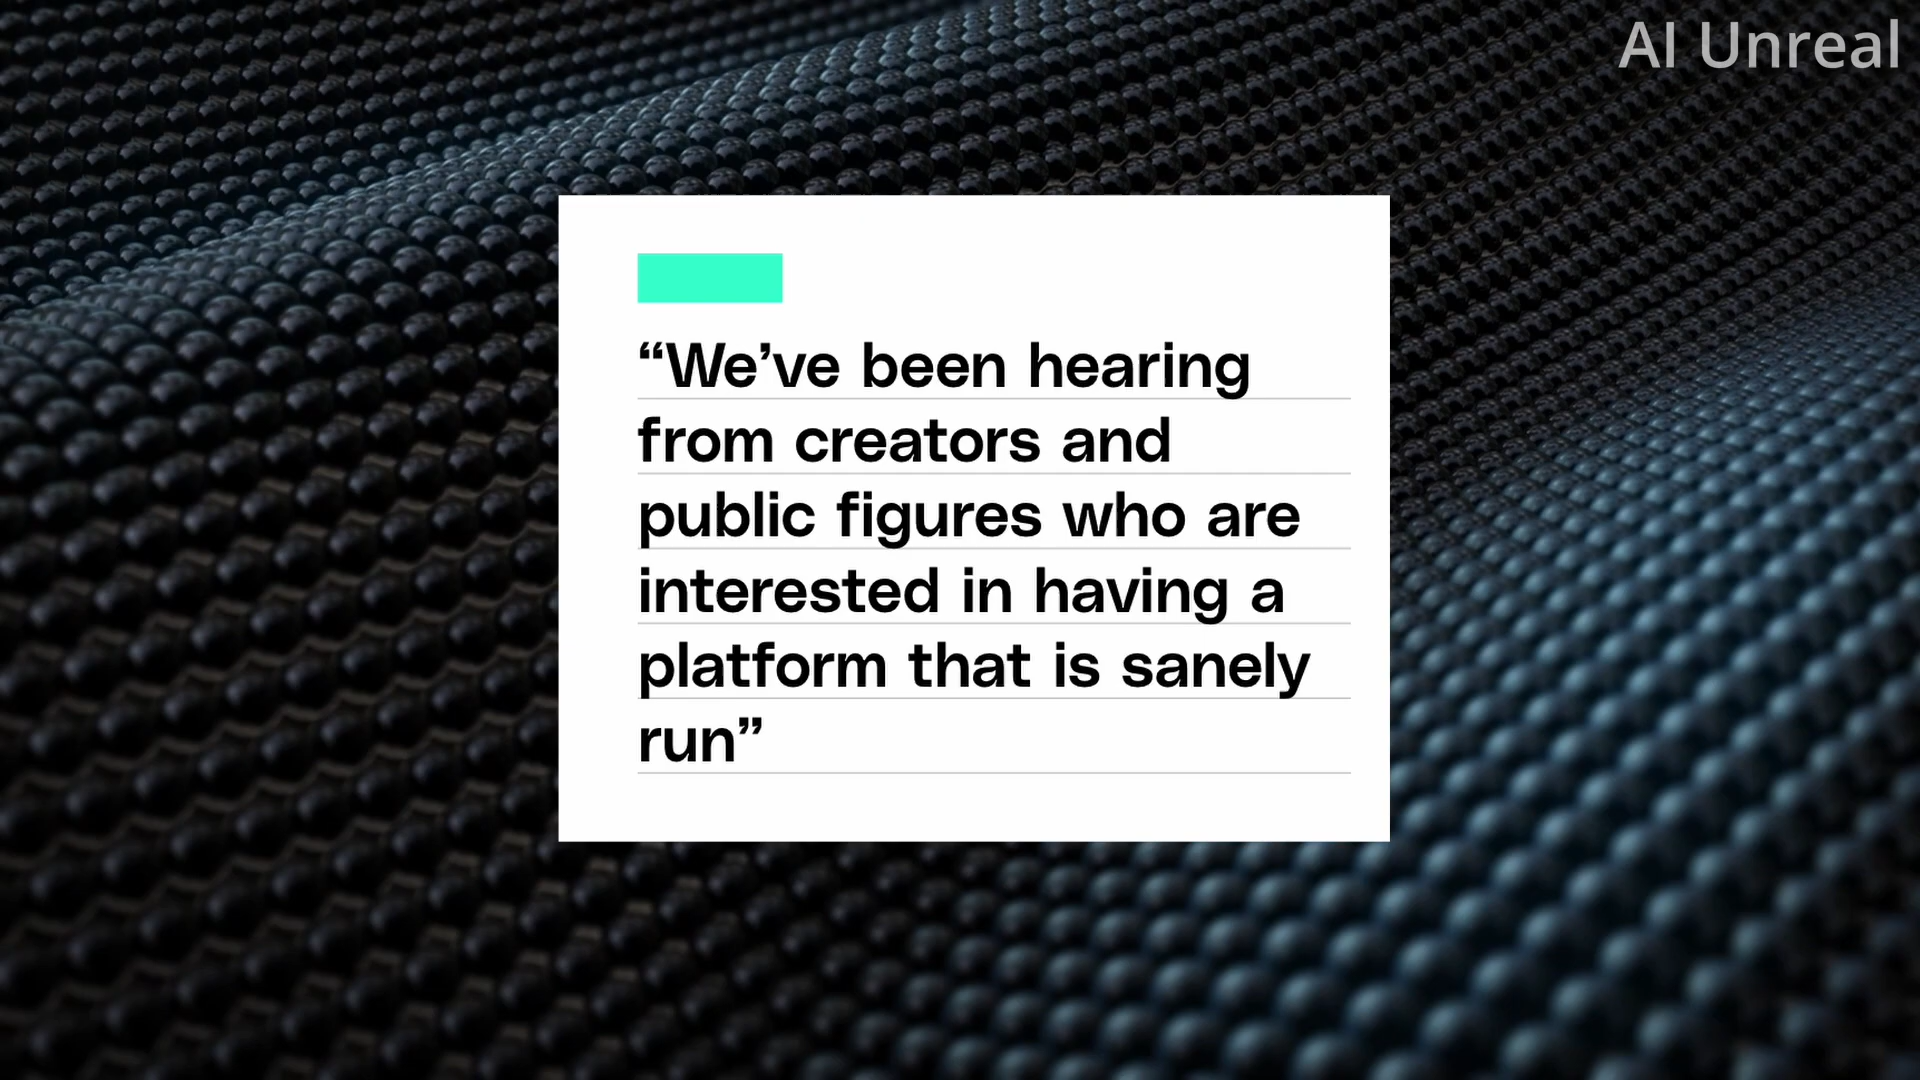 AI Unreal
“We’ve been hearing
from creators and
public figures who are
interested in having a
platform that is sanely
run”